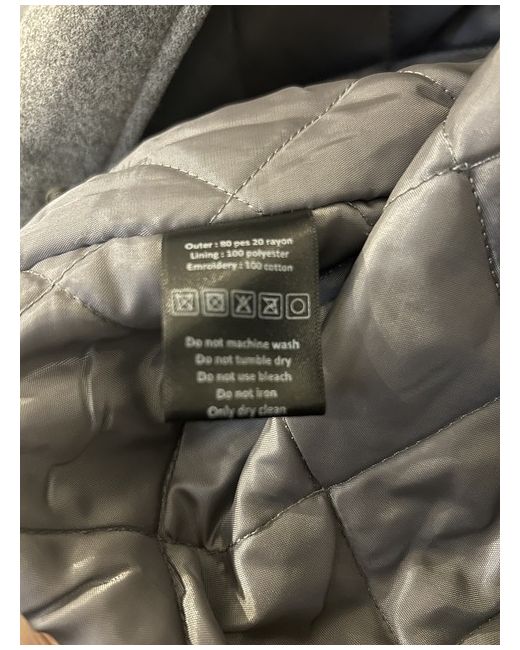 Outer : 80 pes 20 rayon
Lining : 100 polyester
Emroidery : 100 cotton
Do not machine wash
Do not tumble dry
Do not use bleach
Do not iron
Only dry clean